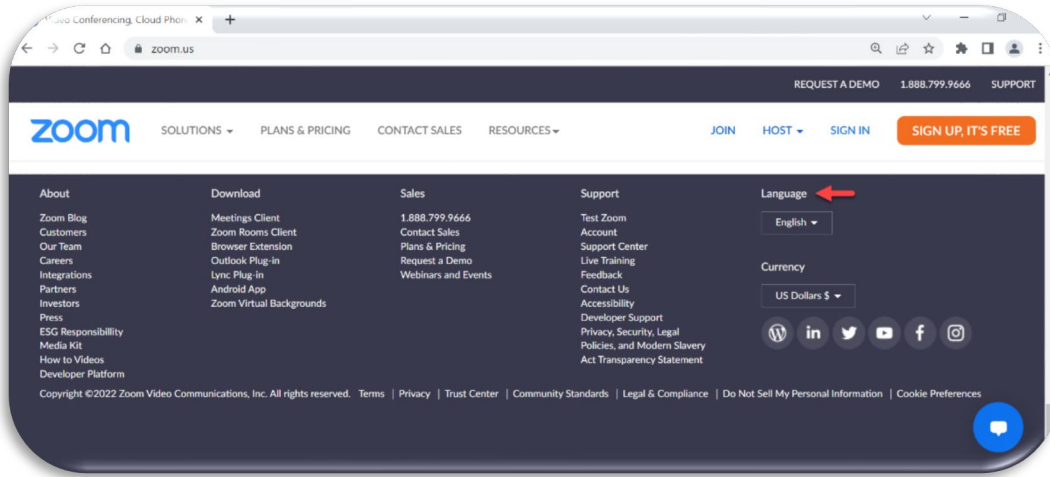 Video Conferencing, Cloud Phon
zoom.us
REQUEST A DEMO 1.888.799.9666 SUPPORT
zoom SOLUTIONS PLANS & PRICING CONTACT SALES RESOURCES JOIN HOST SIGN IN SIGN UP, IT'S FREE
About
Zoom Blog
Customers
Our Team
Careers
Integrations
Partners
Investors
Press
ESG Responsibillity
Media Kit
How to Videos
Developer Platform
Download
Meetings Client
Zoom Rooms Client
Browser Extension
Outlook Plug-in
Lync Plug-in
Android App
Zoom Virtual Backgrounds
Sales
1.888.799.9666
Contact Sales
Plans & Pricing
Request a Demo
Webinars and Events
Support
Test Zoom
Account
Support Center
Live Training
Feedback
Contact Us
Accessibility
Developer Support
Privacy, Security, Legal
Policies, and Modern Slavery
Act Transparency Statement
Language
English
Currency
US Dollars $
Copyright ©2022 Zoom Video Communications, Inc. All rights reserved. Terms | Privacy | Trust Center | Community Standards | Legal & Compliance | Do Not Sell My Personal Information | Cookie Preferences